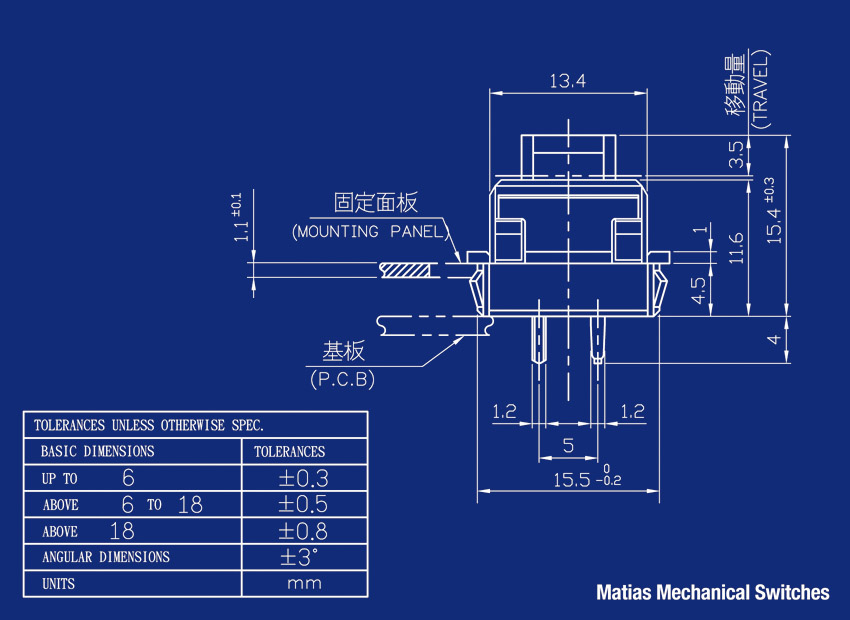 13.4
移動量
(TRAVEL)
3.5
15.4 ±0.3
11.6
1
4.5
4
1.1 ±0.1
固定面板
(MOUNTING PANEL)
基板
(P.C.B)
1.2
1.2
5
15.5 0 -0.2
TOLERANCES UNLESS OTHERWISE SPEC.
BASIC DIMENSIONS TOLERANCES
UP TO 6 ±0.3
ABOVE 6 TO 18 ±0.5
ABOVE 18 ±0.8
ANGULAR DIMENSIONS ±3°
UNITS mm
Matias Mechanical Switches